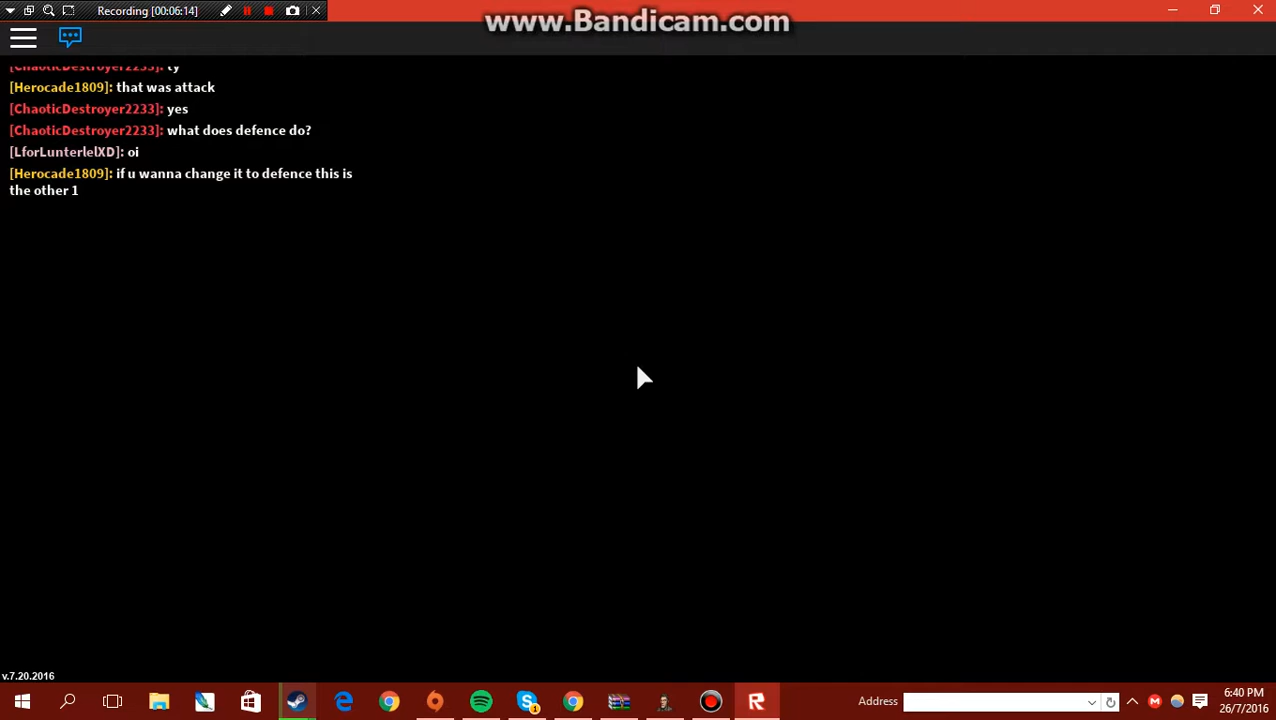 Recording [00:06:14]
www.Bandicam.com
[ChaoticDestroyer2233]: ty
[Herocade1809]: that was attack
[ChaoticDestroyer2233]: yes
[ChaoticDestroyer2233]: what does defence do?
[LforLunterlelXD]: oi
[Herocade1809]: if u wanna change it to defence this is
the other 1
v.7.20.2016
Address
6:40 PM
26/7/2016